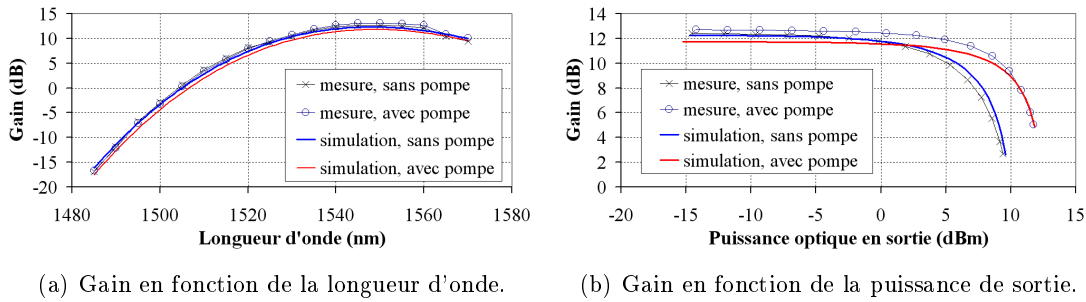 15
10
5
0
-5
-10
-15
-20
Gain (dB)
mesure, sans pompe
mesure, avec pompe
simulation, sans pompe
simulation, avec pompe
1480 1500 1520 1540 1560 1580
Longueur d'onde (nm)
(a) Gain en fonction de la longueur d'onde.
14
12
10
8
6
4
2
0
Gain (dB)
mesure, sans pompe
mesure, avec pompe
simulation, sans pompe
simulation, avec pompe
-20 -15 -10 -5 0 5 10 15
Puissance optique en sortie (dBm)
(b) Gain en fonction de la puissance de sortie.